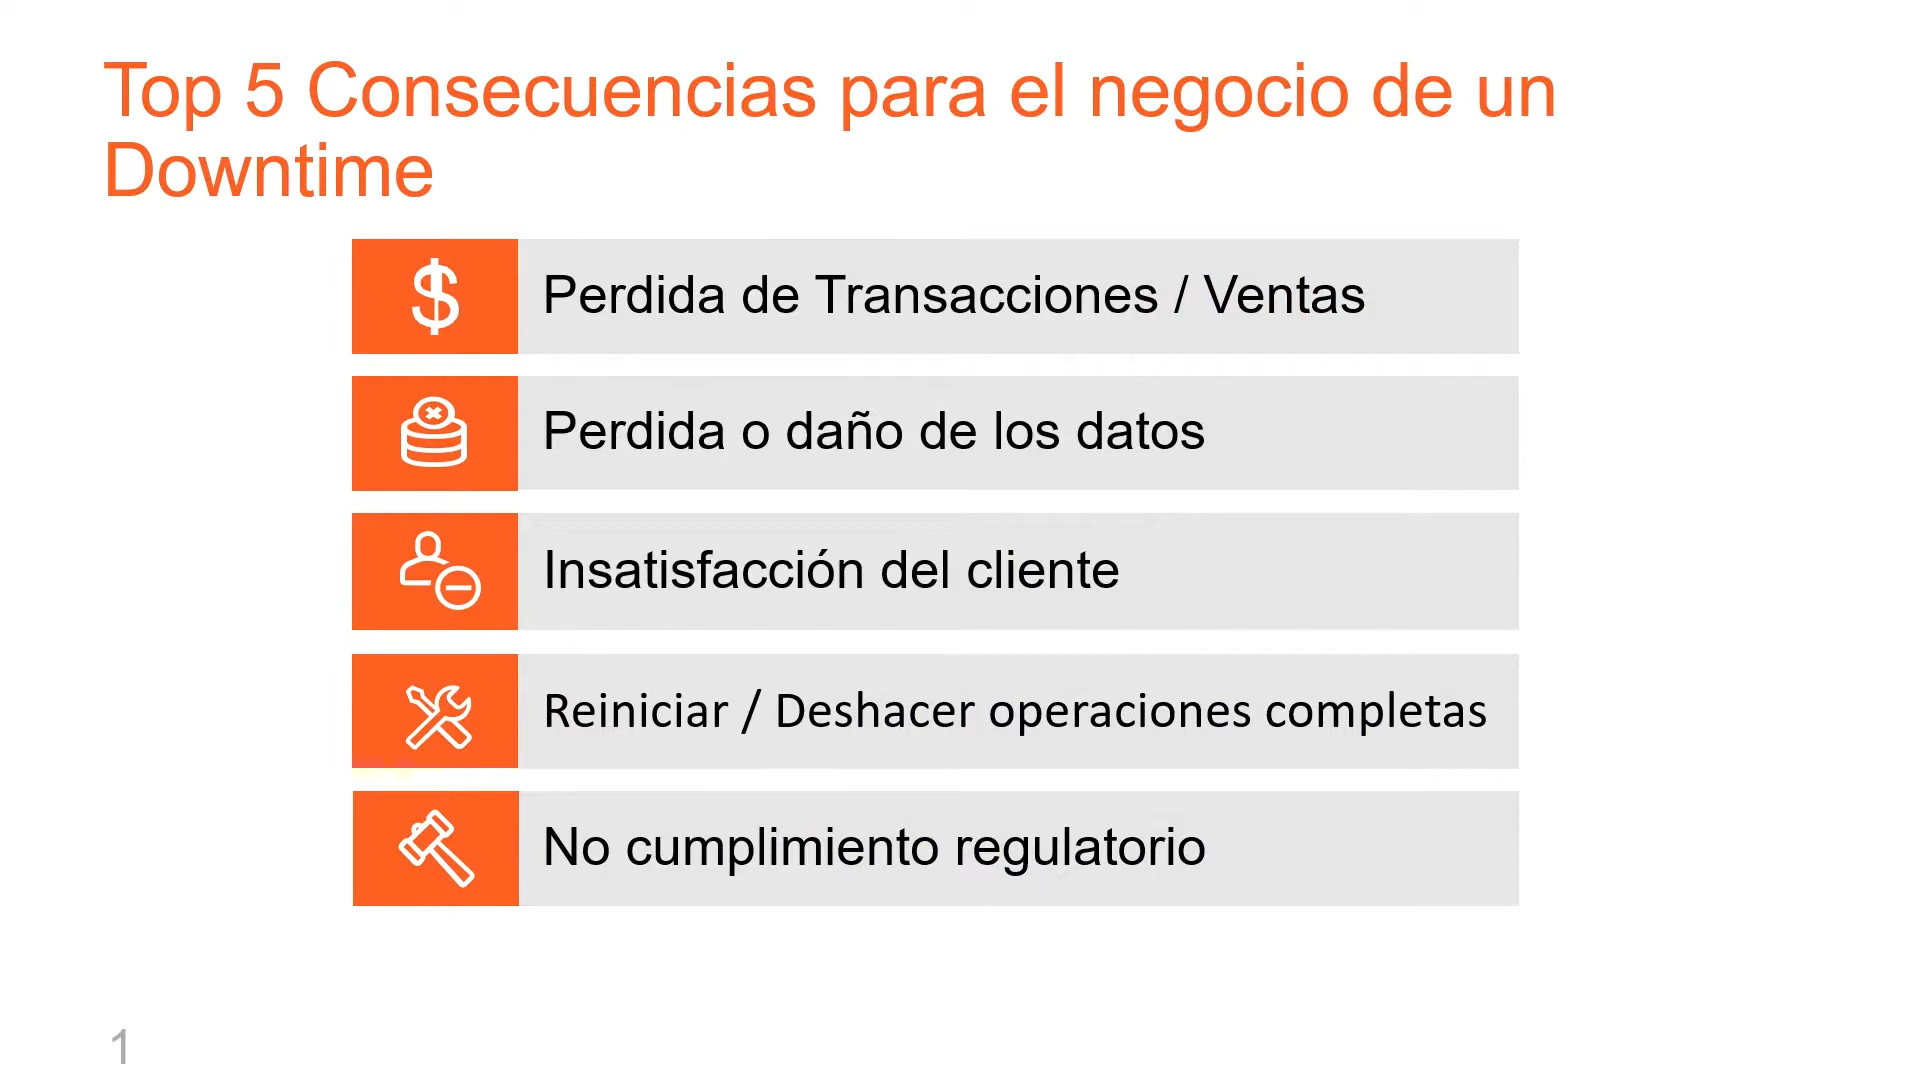 Top 5 Consecuencias para el negocio de un
Downtime
$
Perdida de Transacciones / Ventas
Perdida o daño de los datos
Insatisfacción del cliente
Reiniciar / Deshacer operaciones completas
No cumplimiento regulatorio
1